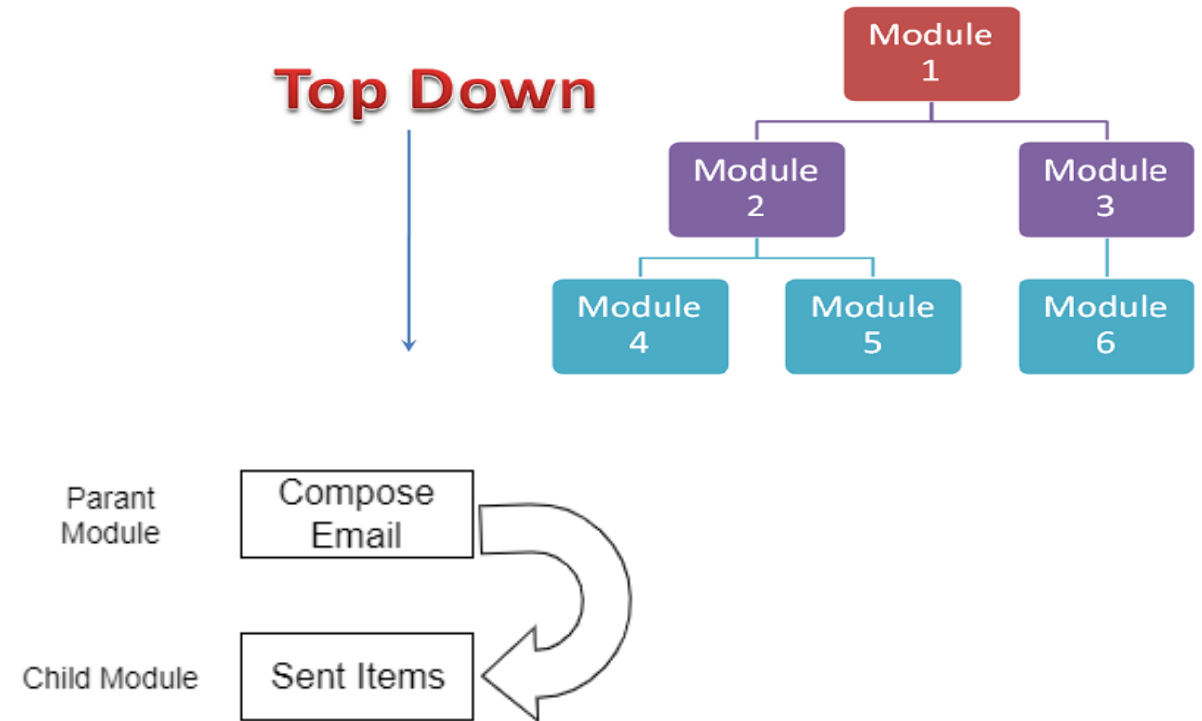 Top Down
Module
1
Module
2
Module
3
Module
4
Module
5
Module
6
Parant
Module
Compose
Email
Child Module
Sent Items